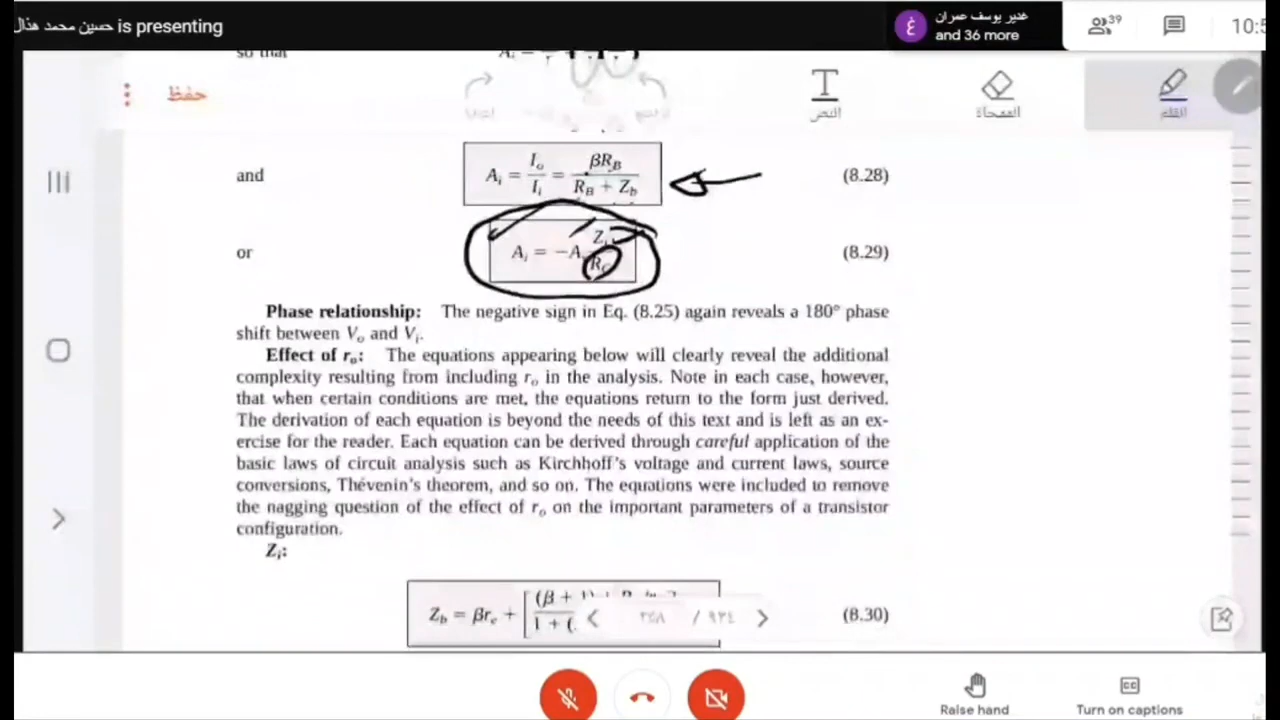 حسين محمد هذال is presenting
غدير يوسف عمران
and 36 more
39
so that
حفظ
النص
الممحاة
القلم
and
A_i = I_o / I_i = βR_B / (R_B + Z_b)
(8.28)
or
(8.29)
Phase relationship: The negative sign in Eq. (8.25) again reveals a 180° phase
shift between V_o and V_i.
Effect of r_o: The equations appearing below will clearly reveal the additional
complexity resulting from including r_o in the analysis. Note in each case, however,
that when certain conditions are met, the equations return to the form just derived.
The derivation of each equation is beyond the needs of this text and is left as an ex-
ercise for the reader. Each equation can be derived through careful application of the
basic laws of circuit analysis such as Kirchhoff's voltage and current laws, source
conversions, Thévenin's theorem, and so on. The equations were included to remove
the nagging question of the effect of r_o on the important parameters of a transistor
configuration.
Z_i:
Z_b = βr_e +
(8.30)
/ ٩٣٤
Raise hand
Turn on captions